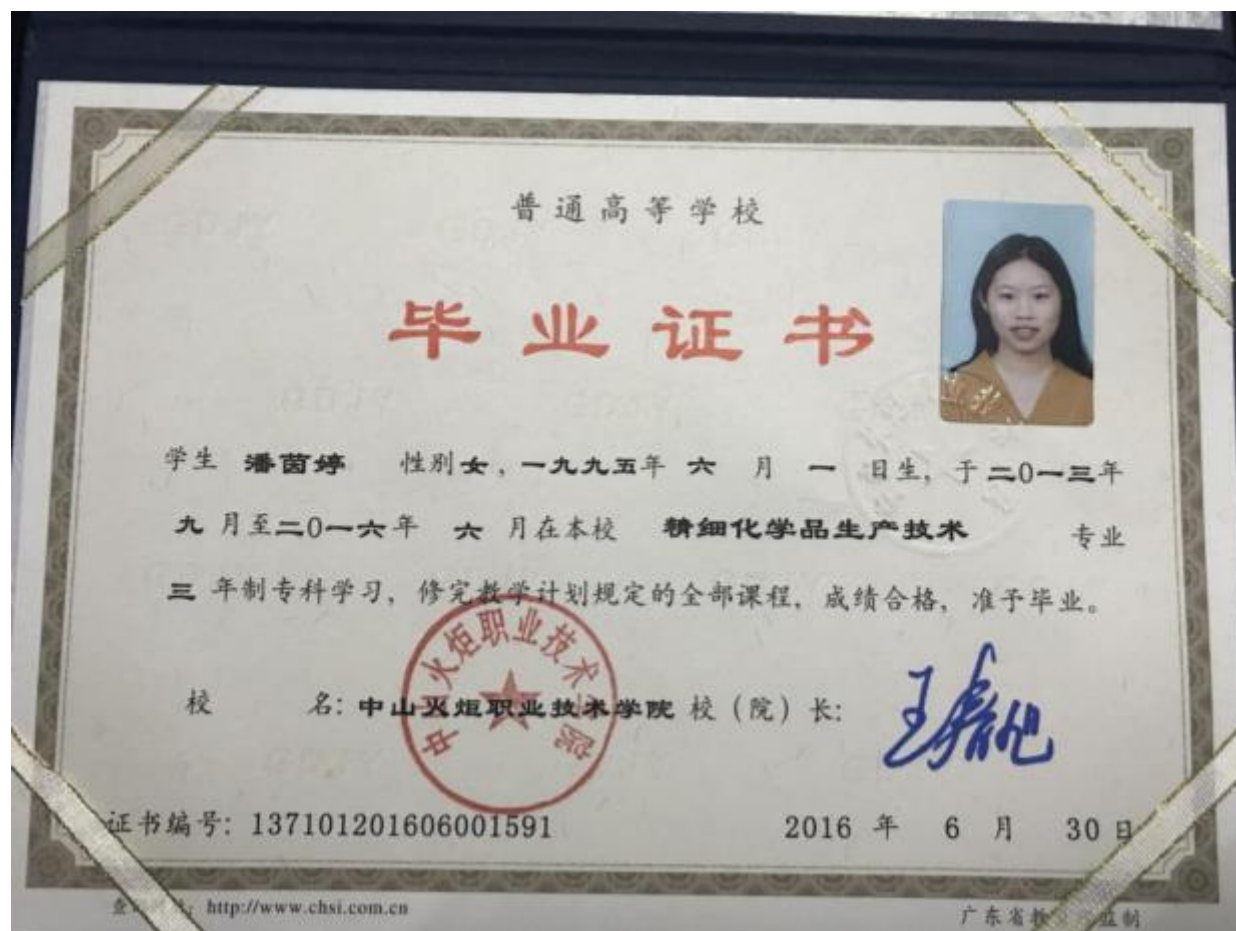 普通高等学校
毕业证书
学生 潘茵婷 性别女，一九九五年 六 月 一 日生，于二〇一三年
九 月至二〇一六年 六 月在本校 精细化学品生产技术 专业
三 年制专科学习，修完教学计划规定的全部课程，成绩合格，准予毕业。
校 名：中山火炬职业技术学院 校（院）长：
中山火炬职业技术学院
证书编号：137101201606001591 2016 年 6 月 30 日
http://www.chsi.com.cn 广东省教 监制